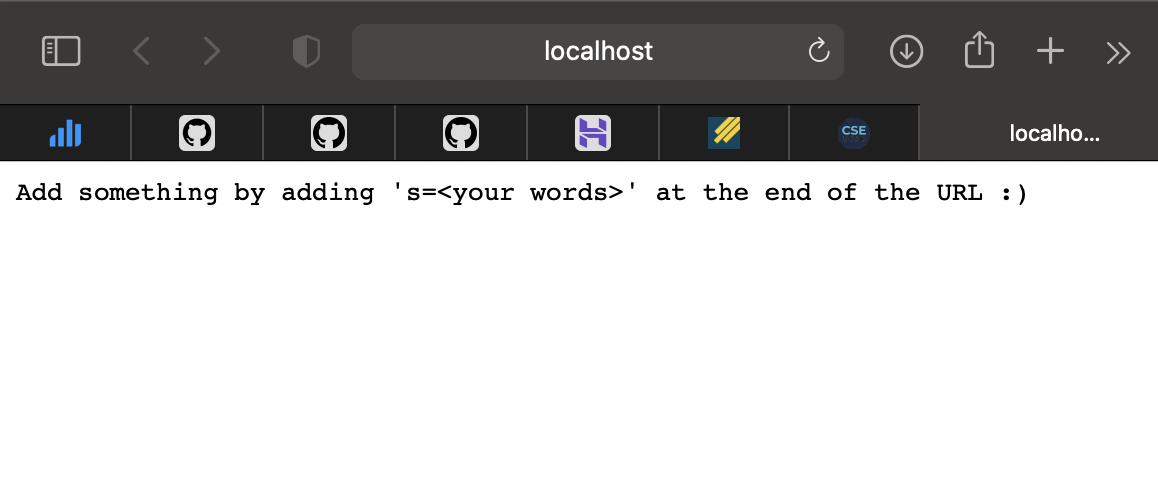 localhost
CSE
localho...
Add something by adding 's=<your words>' at the end of the URL :)